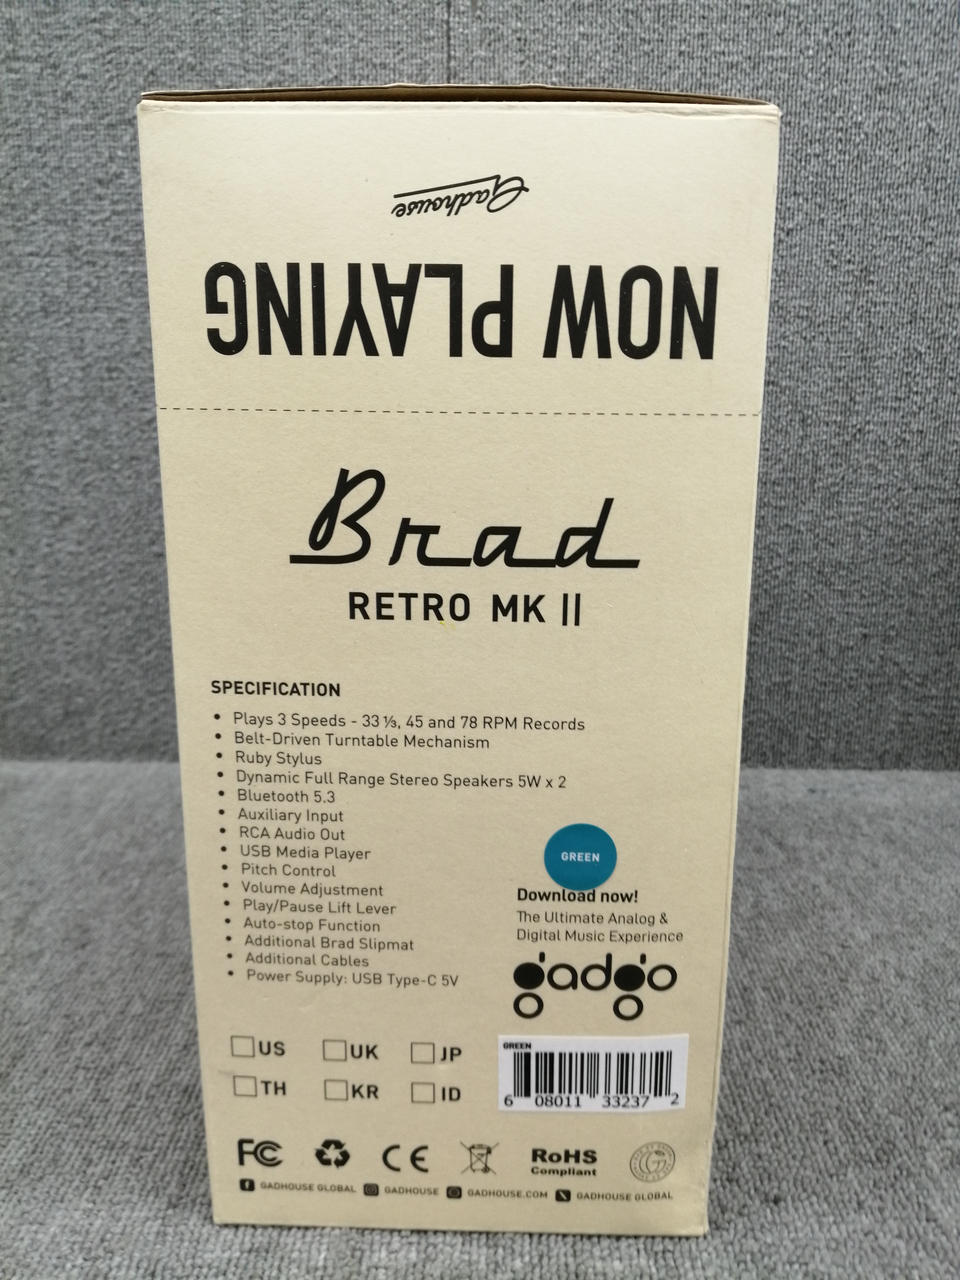 Gadhouse
NOW PLAYING
Brad
RETRO MK II
SPECIFICATION
• Plays 3 Speeds - 33 ⅓, 45 and 78 RPM Records
• Belt-Driven Turntable Mechanism
• Ruby Stylus
• Dynamic Full Range Stereo Speakers 5W x 2
• Bluetooth 5.3
• Auxiliary Input
• RCA Audio Out
• USB Media Player
• Pitch Control
• Volume Adjustment
• Play/Pause Lift Lever
• Auto-stop Function
• Additional Brad Slipmat
• Additional Cables
• Power Supply: USB Type-C 5V
GREEN
Download now!
The Ultimate Analog &
Digital Music Experience
gadgo
US UK JP
TH KR ID
GREEN
6 08011 33237 2
FC CE RoHS
Compliant
GADHOUSE GLOBAL GADHOUSE GADHOUSE.COM GADHOUSE GLOBAL